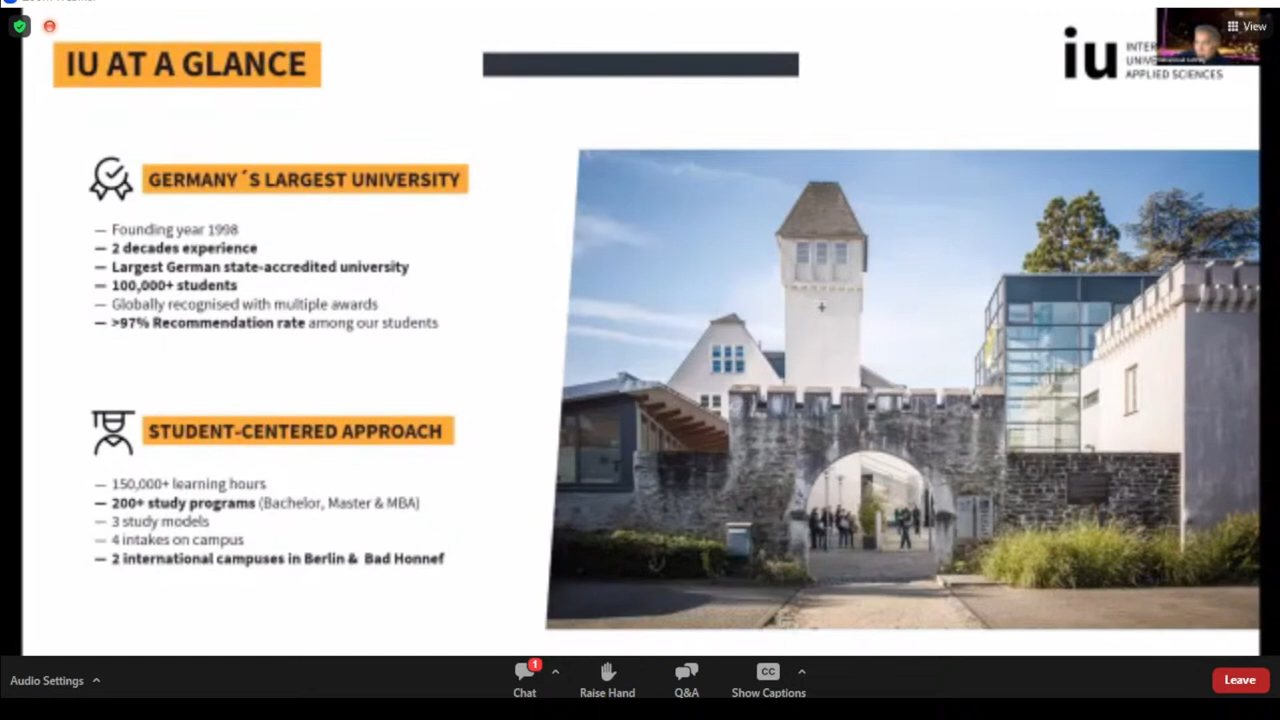 View
IU AT A GLANCE
iu
INTER
UNIVE
APPLIED SCIENCES
GERMANY´S LARGEST UNIVERSITY
— Founding year 1998
— 2 decades experience
— Largest German state-accredited university
— 100,000+ students
— Globally recognised with multiple awards
— >97% Recommendation rate among our students
STUDENT-CENTERED APPROACH
— 150,000+ learning hours
— 200+ study programs (Bachelor, Master & MBA)
— 3 study models
— 4 intakes on campus
— 2 international campuses in Berlin & Bad Honnef
Audio Settings
1
Chat
Raise Hand
Q&A
CC
Show Captions
Leave